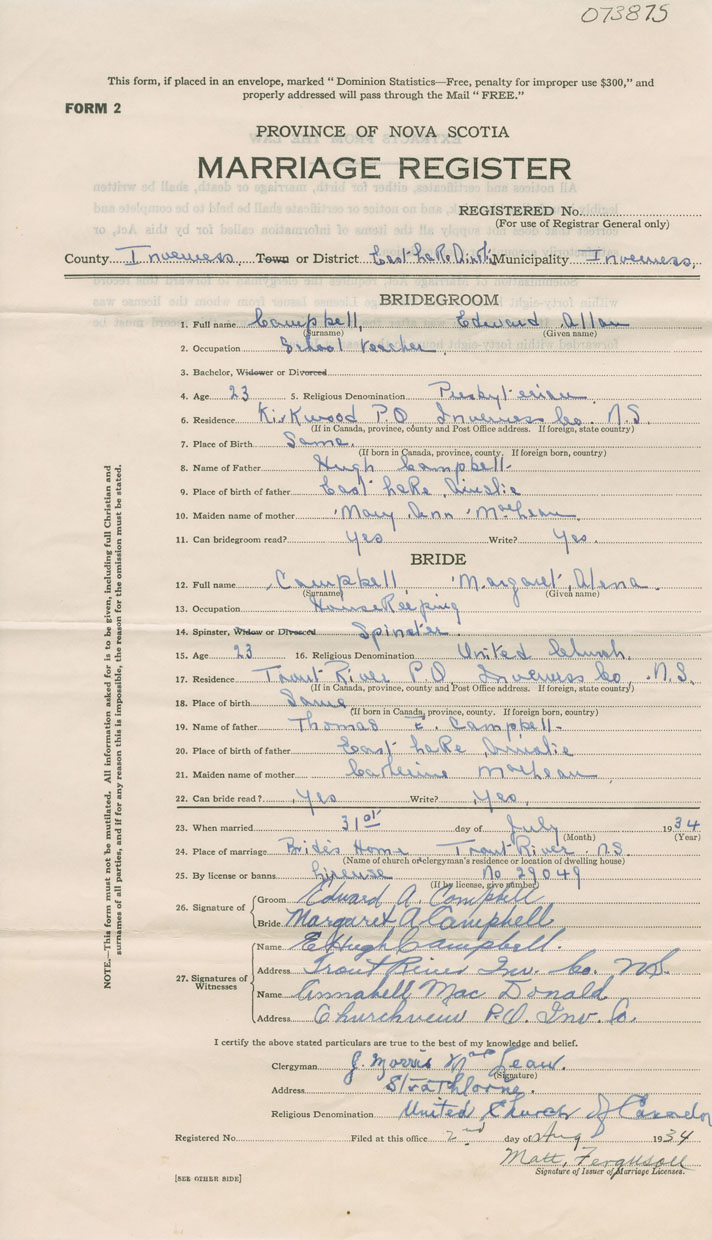 073875
This form, if placed in an envelope, marked “ Dominion Statistics—Free, penalty for improper use $300,” and
properly addressed will pass through the Mail “ FREE.”
FORM 2
PROVINCE OF NOVA SCOTIA
MARRIAGE REGISTER
REGISTERED No.
(For use of Registrar General only)
County Inverness, Town or District East Lake Ainslie Municipality Inverness,
BRIDEGROOM
1. Full name Campbell, Edward Allan
(Surname) (Given name)
2. Occupation School teacher
3. Bachelor, Widower or Divorced
4. Age 23 5. Religious Denomination Presbyterian
6. Residence Kirkwood P.O Inverness Co. N.S.
(If in Canada, province, county and Post Office address. If foreign, state country)
7. Place of Birth Same.
(If born in Canada, province, county. If foreign born, country)
8. Name of Father Hugh Campbell
9. Place of birth of father East Lake Ainslie
10. Maiden name of mother Mary Ann McLean
11. Can bridegroom read? yes Write? Yes.
BRIDE
12. Full name Campbell, Margaret Alena.
(Surname) (Given name)
13. Occupation HouseKeeping
14. Spinster, Widow or Divorced Spinster.
15. Age 23 16. Religious Denomination United Church.
17. Residence Trout River P.O Inverness Co, N.S.
(If in Canada, province, county and Post Office address. If foreign, state country)
18. Place of birth Same
(If born in Canada, province, county. If foreign born, country)
19. Name of father Thomas E. Campbell
20. Place of birth of father East Lake Ainslie
21. Maiden name of mother Catherine McLean
22. Can bride read? Yes Write? Yes,
23. When married 31st day of July 1934
(Month) (Year)
24. Place of marriage Bride's Home Trout River N.S.
(Name of church or clergyman's residence or location of dwelling house)
25. By license or banns License No 29049
(If by license, give number)
26. Signature of
Groom Edward A. Campbell
Bride Margaret A Campbell
27. Signatures of Witnesses
Name E Hugh Campbell.
Address Trout River Inv. Co. N.S.
Name Annabell Mac Donald
Address Churchview P.O. Inv. Co.
I certify the above stated particulars are true to the best of my knowledge and belief.
Clergyman J. Morris MacLean.
(Signature)
Address Strathlorne.
Religious Denomination United Church of Canada
Registered No. Filed at this office 2nd day of Aug 1934
Matt, Ferguson
Signature of Issuer of Marriage Licenses.
[SEE OTHER SIDE]
NOTE.—This form must not be mutilated. All information asked for is to be given, including full Christian and
surnames of all parties, and if for any reason this is impossible, the reason for the omission must be stated.